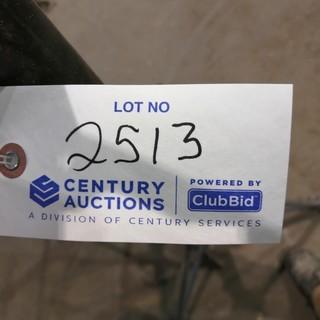 LOT NO
2513
CENTURY AUCTIONS
POWERED BY
ClubBid
A DIVISION OF CENTURY SERVICES